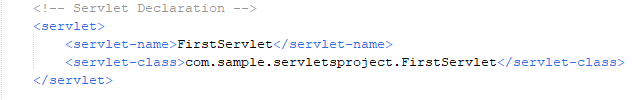 <!-- Servlet Declaration -->
<servlet>
<servlet-name>FirstServlet</servlet-name>
<servlet-class>com.sample.servletsproject.FirstServlet</servlet-class>
</servlet>